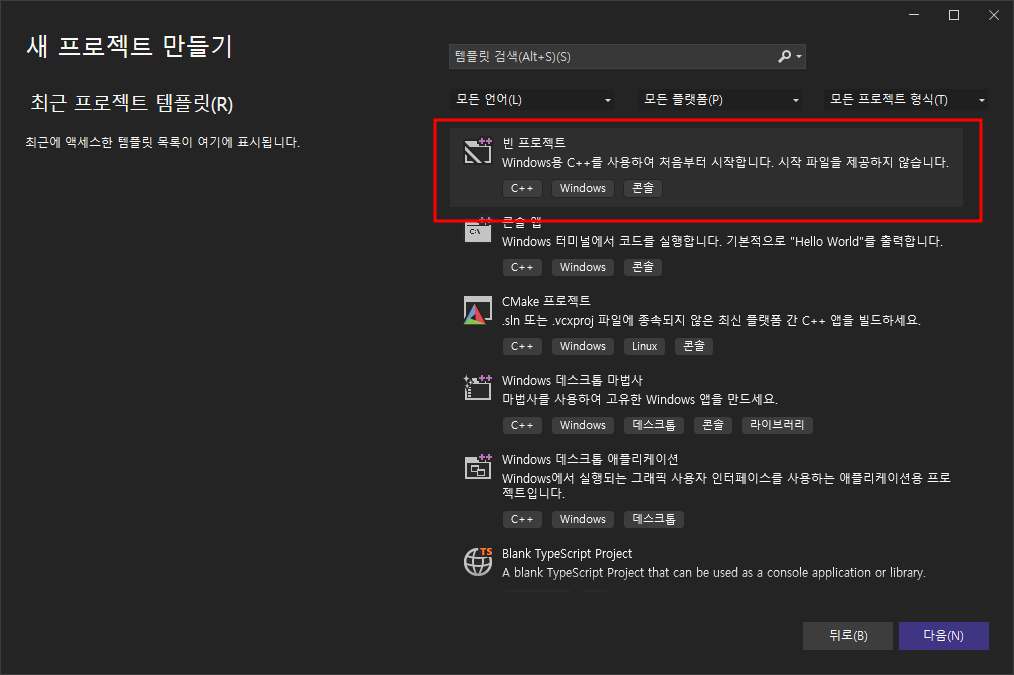 새 프로젝트 만들기
최근 프로젝트 템플릿(R)
최근에 액세스한 템플릿 목록이 여기에 표시됩니다.
템플릿 검색(Alt+S)(S)
모든 언어(L) 모든 플랫폼(P) 모든 프로젝트 형식(T)
빈 프로젝트
Windows용 C++를 사용하여 처음부터 시작합니다. 시작 파일을 제공하지 않습니다.
C++ Windows 콘솔
콘솔 앱
C:\
Windows 터미널에서 코드를 실행합니다. 기본적으로 "Hello World"를 출력합니다.
C++ Windows 콘솔
CMake 프로젝트
.sln 또는 .vcxproj 파일에 종속되지 않은 최신 플랫폼 간 C++ 앱을 빌드하세요.
C++ Windows Linux 콘솔
Windows 데스크톱 마법사
마법사를 사용하여 고유한 Windows 앱을 만드세요.
C++ Windows 데스크톱 콘솔 라이브러리
Windows 데스크톱 애플리케이션
Windows에서 실행되는 그래픽 사용자 인터페이스를 사용하는 애플리케이션용 프로
젝트입니다.
C++ Windows 데스크톱
TS
Blank TypeScript Project
A blank TypeScript Project that can be used as a console application or library.
뒤로(B) 다음(N)